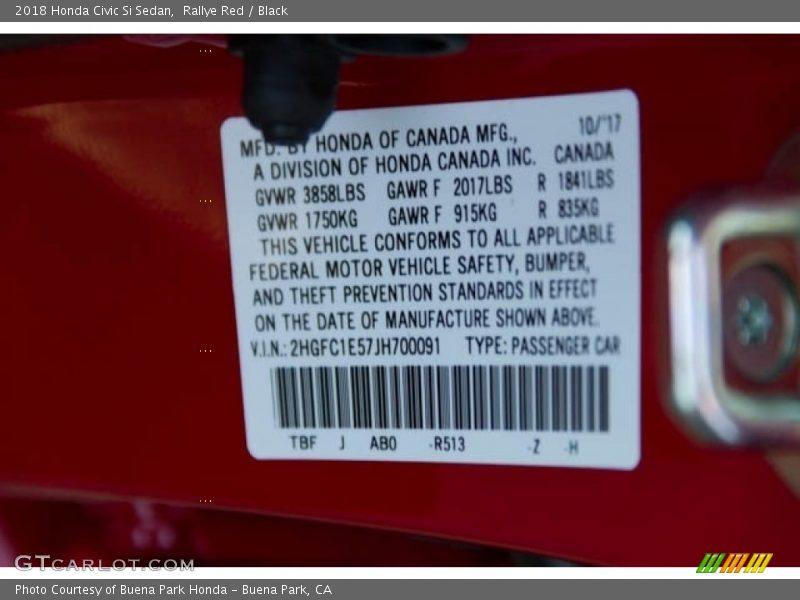 2018 Honda Civic Si Sedan, Rallye Red / Black
MFD. BY HONDA OF CANADA MFG., 10/'17
A DIVISION OF HONDA CANADA INC. CANADA
GVWR 3858LBS GAWR F 2017LBS R 1841LBS
GVWR 1750KG GAWR F 915KG R 835KG
THIS VEHICLE CONFORMS TO ALL APPLICABLE
FEDERAL MOTOR VEHICLE SAFETY, BUMPER,
AND THEFT PREVENTION STANDARDS IN EFFECT
ON THE DATE OF MANUFACTURE SHOWN ABOVE.
V.I.N.: 2HGFC1E57JH700091 TYPE: PASSENGER CAR
TBF J AB0 -R513 -Z -H
GTCARLOT.COM
Photo Courtesy of Buena Park Honda - Buena Park, CA